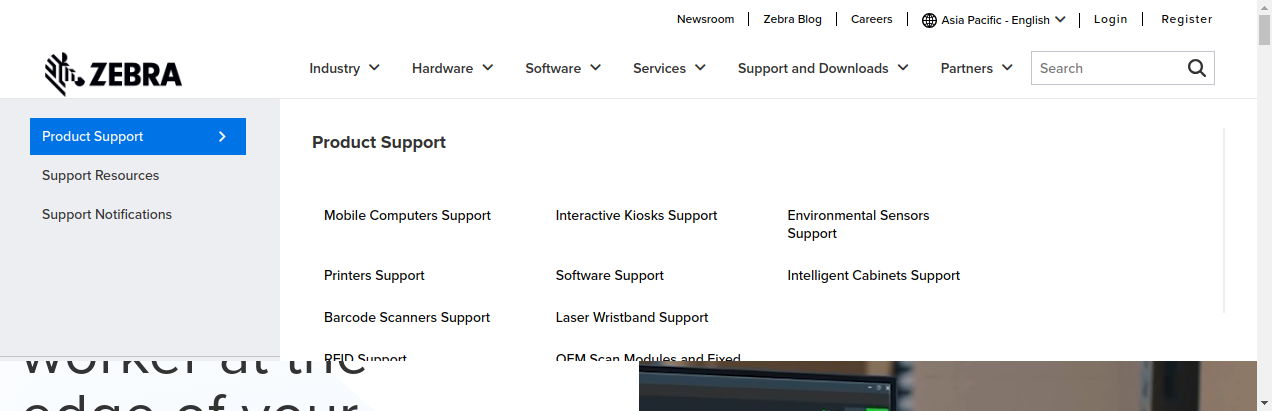 Newsroom
Zebra Blog
Careers
Asia Pacific - English
Login
Register
ZEBRA
Industry
Hardware
Software
Services
Support and Downloads
Partners
Search
Product Support
Support Resources
Support Notifications
Product Support
Mobile Computers Support
Interactive Kiosks Support
Environmental Sensors
Support
Printers Support
Software Support
Intelligent Cabinets Support
Barcode Scanners Support
Laser Wristband Support
RFID Support
OEM Scan Modules and Fixed
worker at the
edge of your